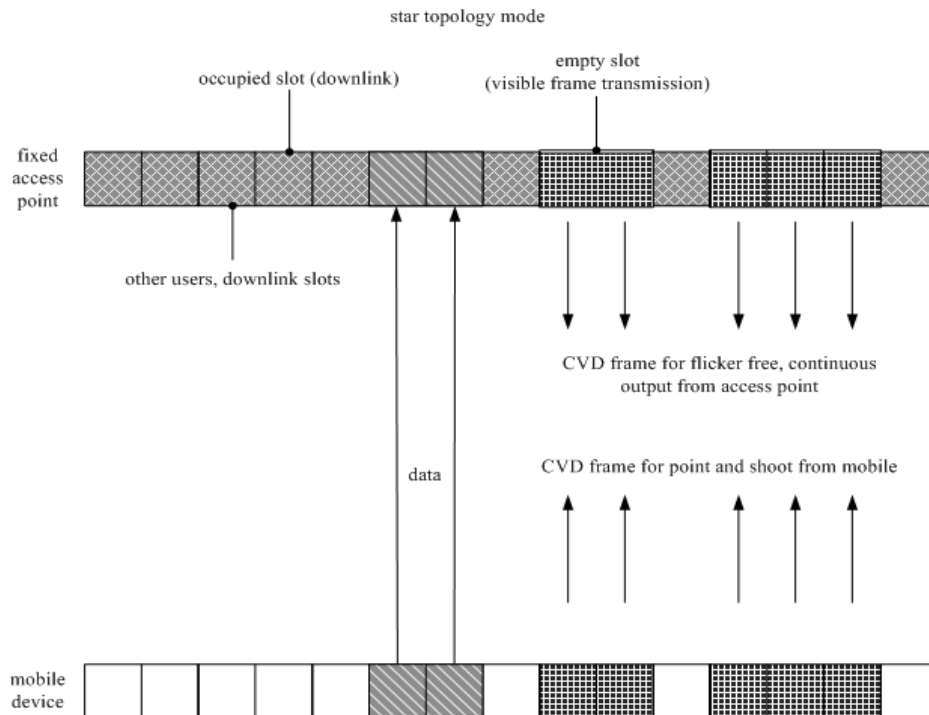 star topology mode
empty slot
(visible frame transmission)
occupied slot (downlink)
fixed
access
point
other users, downlink slots
CVD frame for flicker free, continuous
output from access point
CVD frame for point and shoot from mobile
data
mobile
device